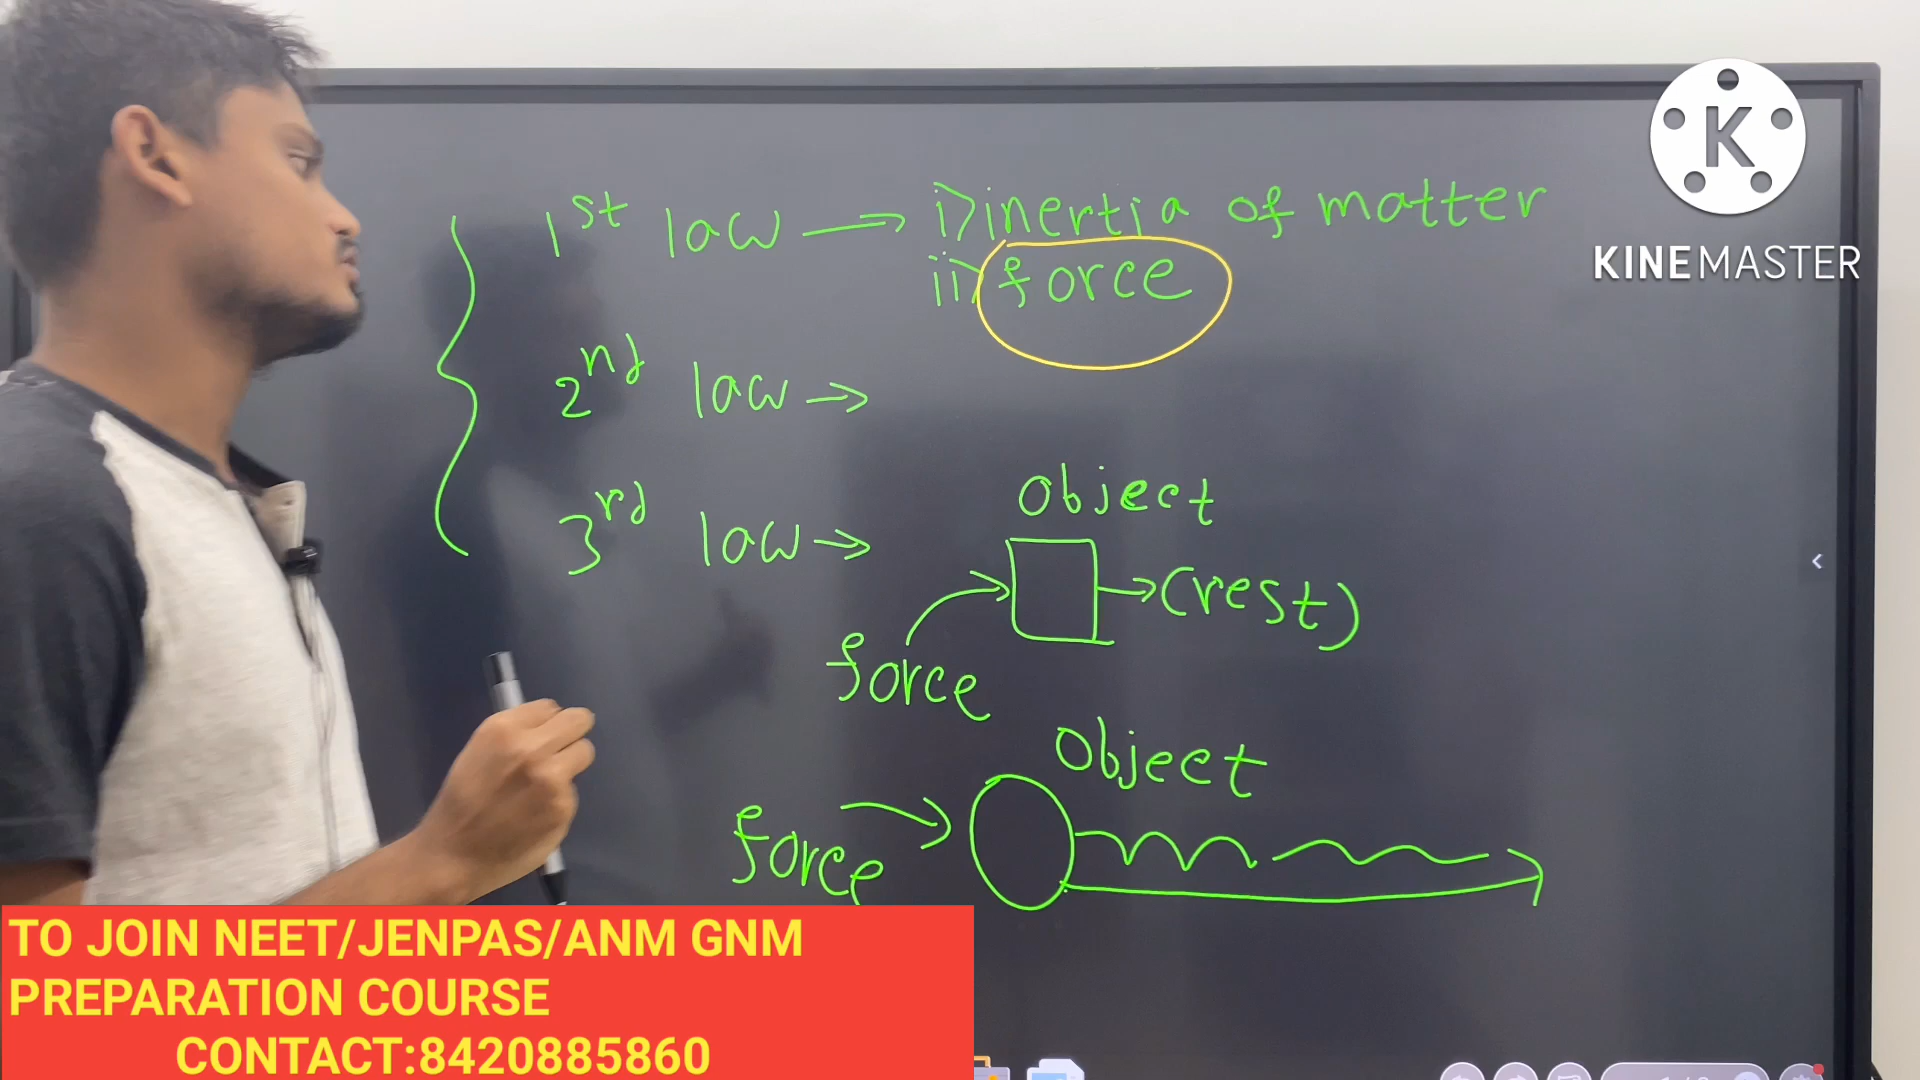 1st law → i) inertia of matter
ii) force
2nd law →
3rd law →
object
→ (rest)
force
object
force
K
KINEMASTER
TO JOIN NEET/JENPAS/ANM GNM
PREPARATION COURSE
CONTACT:8420885860